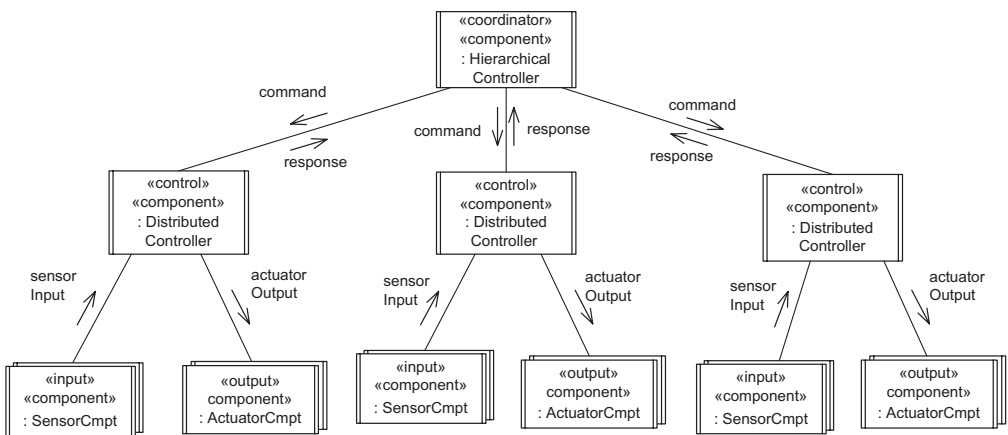 «coordinator»
«component»
: Hierarchical
Controller
command
response
command
response
command
response
«control»
«component»
: Distributed
Controller
«control»
«component»
: Distributed
Controller
«control»
«component»
: Distributed
Controller
sensor
Input
actuator
Output
sensor
Input
actuator
Output
sensor
Input
actuator
Output
«input»
«component»
: SensorCmpt
«output»
component»
: ActuatorCmpt
«input»
«component»
: SensorCmpt
«output»
component»
: ActuatorCmpt
«input»
«component»
: SensorCmpt
«output»
component»
: ActuatorCmpt